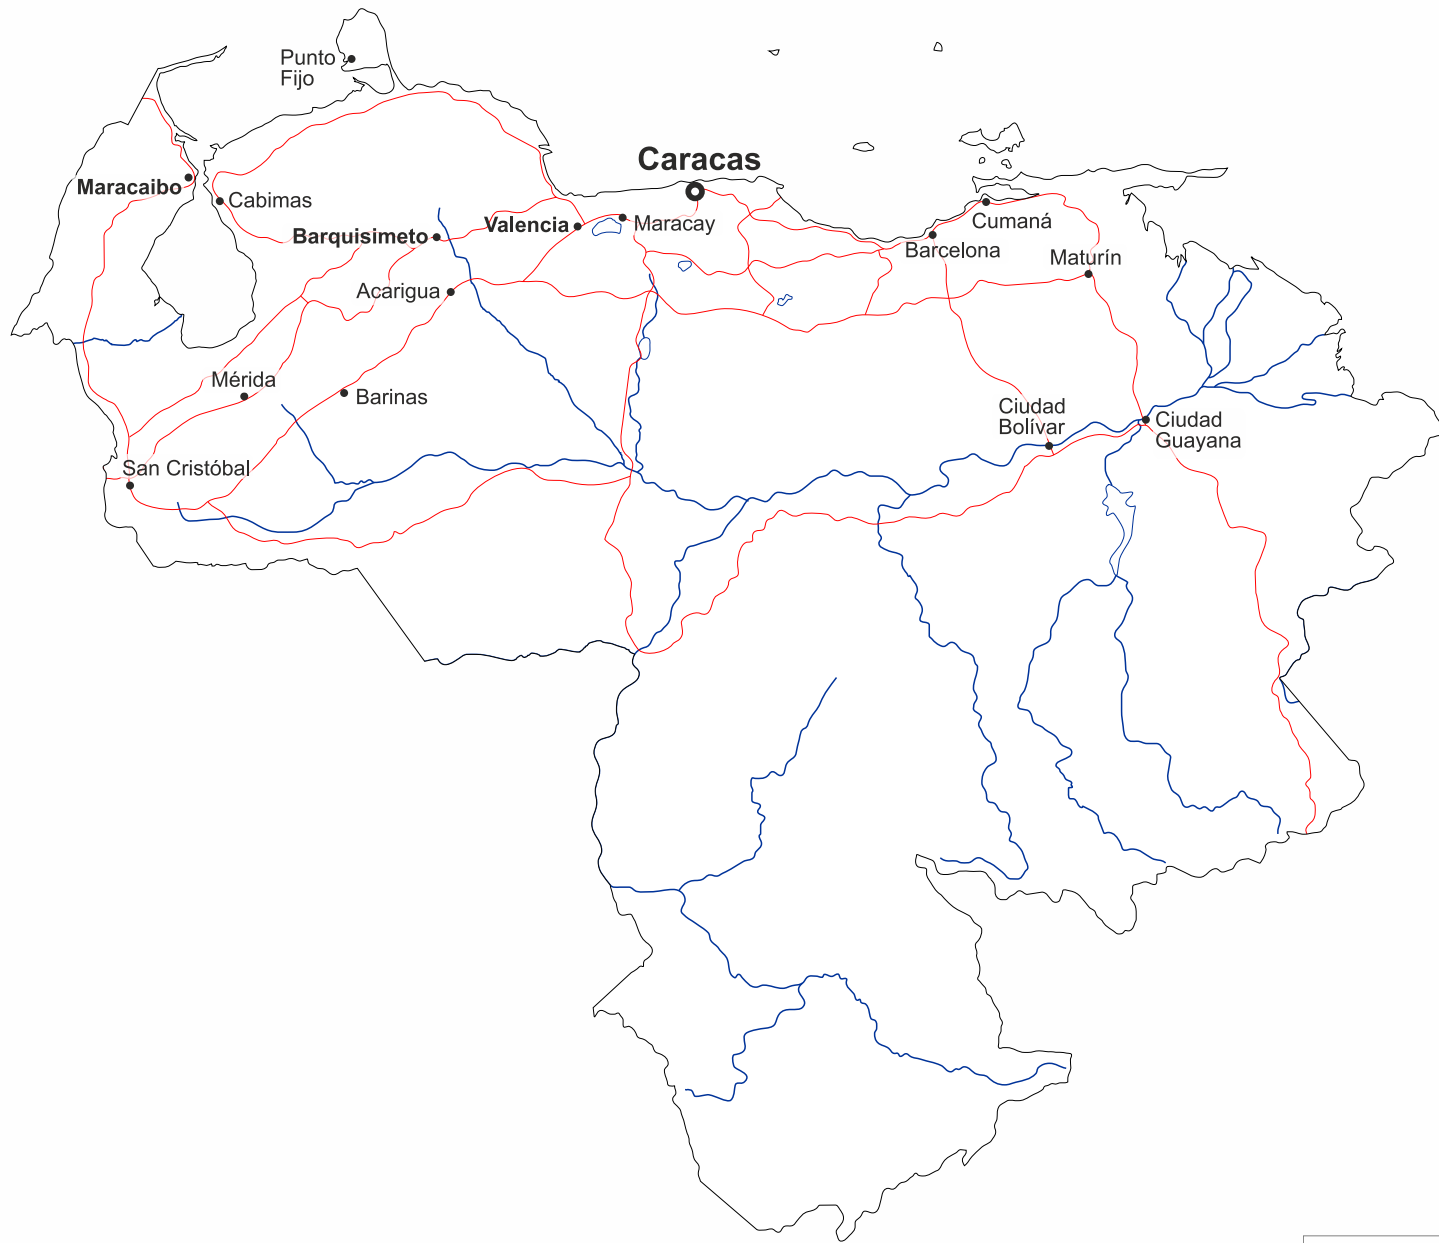 Punto
Fijo
Caracas
Maracaibo
Cabimas
Valencia
Maracay
Cumaná
Barquisimeto
Barcelona
Maturín
Acarigua
Mérida
Barinas
Ciudad
Bolívar
Ciudad
Guayana
San Cristóbal